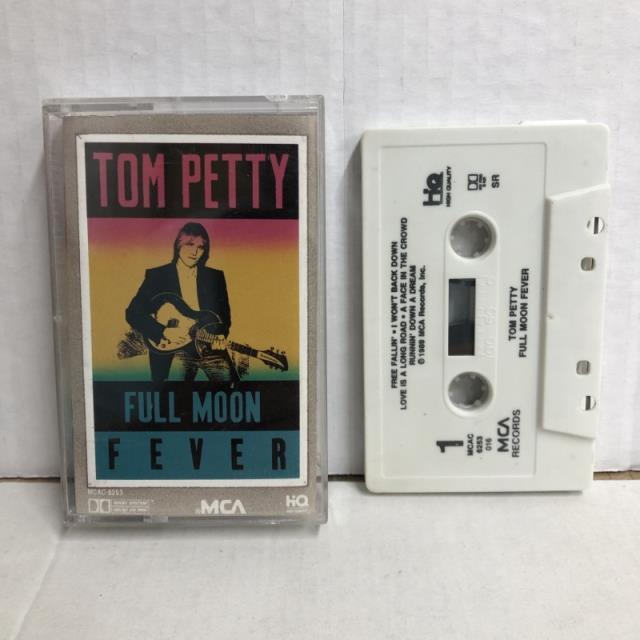 TOM PETTY
FULL MOON
FEVER
MCAC-6253
MCA
HQ
HQ
HIGH QUALITY
SR
FREE FALLIN' • I WON'T BACK DOWN
LOVE IS A LONG ROAD • A FACE IN THE CROWD
RUNNIN' DOWN A DREAM
©1989 MCA Records, Inc.
TOM PETTY
FULL MOON FEVER
1
MCAC
6253
016
MCA
RECORDS